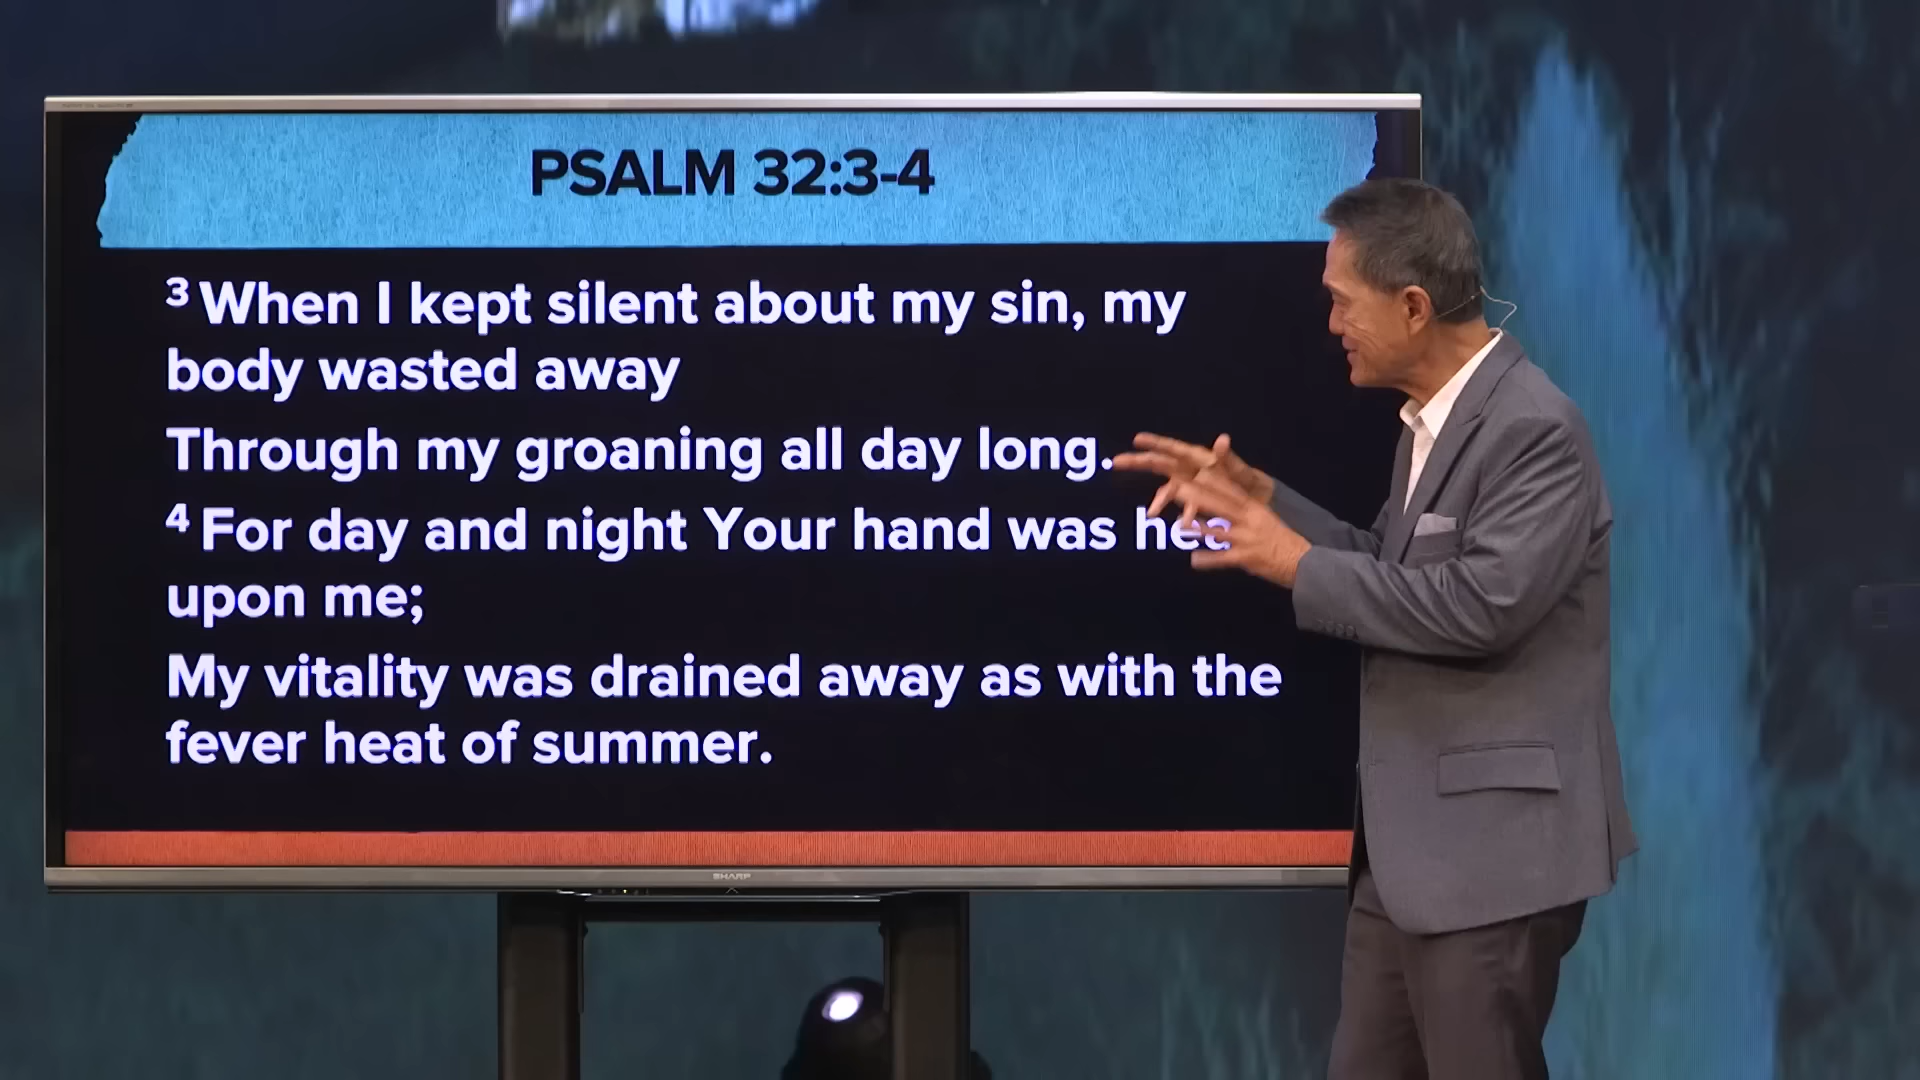 PSALM 32:3-4
3 When I kept silent about my sin, my
body wasted away
Through my groaning all day long.
4 For day and night Your hand was hea
upon me;
My vitality was drained away as with the
fever heat of summer.
SHARP